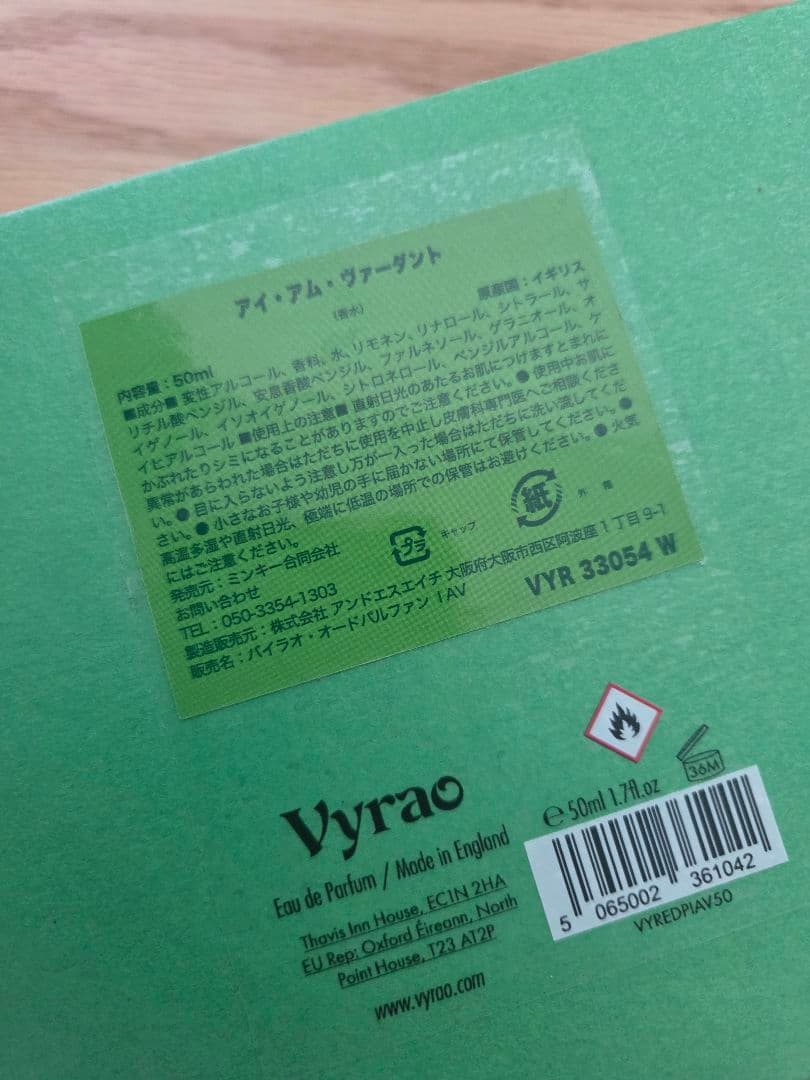 アイ・アム・ヴァーダント
(香水)
内容量：50ml 原産国：イギリス
■成分■ 変性アルコール、香料、水、リモネン、リナロール、シトラール、サ
リチル酸ベンジル、安息香酸ベンジル、ファルネソール、ゲラニオール、オ
イゲノール、イソオイゲノール、シトロネロール、ベンジルアルコール、ケ
イヒアルコール ■使用上の注意■ 直射日光のあたるお肌につけますとまれに
かぶれたりシミになることがありますのでご注意ください。● 使用中お肌に
異常があらわれた場合はただちに使用を中止し皮膚科専門医へご相談くださ
い。● 目に入らないよう注意し万が一入った場合はただちに洗い流してくだ
さい。● 小さなお子様や幼児の手に届かない場所にて保管してください。●
高温多湿や直射日光、極端に低温の場所での保管はお避けください。● 火気
にはご注意ください。
発売元：ミンキー合同会社
プラ キャップ 紙 外箱
お問い合わせ
TEL：050-3354-1303
製造販売元：株式会社 アンドエスエイチ 大阪府大阪市西区阿波座1丁目9-1
販売名：バイラオ・オードパルファン IAV
VYR 33054 W
Vyrao
Eau de Parfum / Made in England
Thavis Inn House, EC1N 2HA
EU Rep: Oxford Éireann, North
Point House, T23 AT2P
www.vyrao.com
36M
℮ 50ml 1.7fl.oz
5 065002 361042
VYREDPIAV50